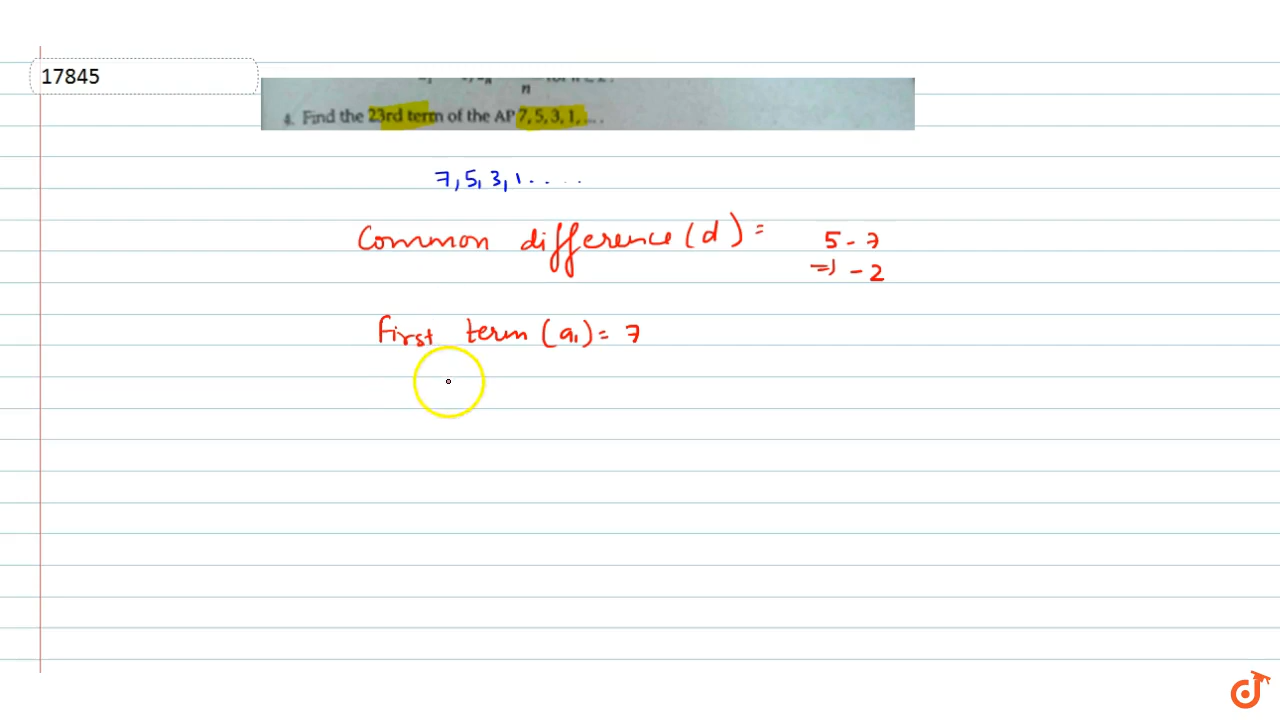 17845
n
4. Find the 23rd term of the AP 7, 5, 3, 1, ... .
7, 5, 3, 1 . . . . .
Common difference (d) = 5 - 7
⇒ - 2
First term (a₁) = 7